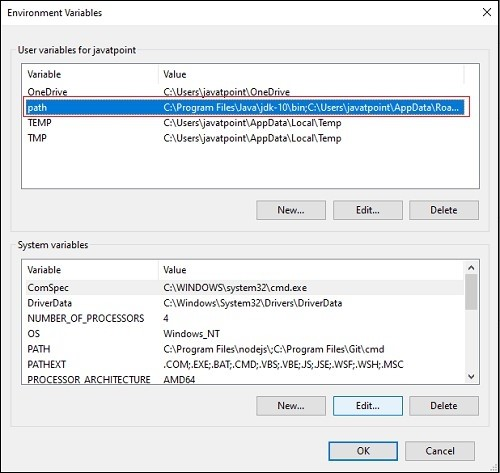 Environment Variables
User variables for javatpoint
Variable Value
OneDrive C:\Users\javatpoint\OneDrive
path C:\Program Files\Java\jdk-10\bin;C:\Users\javatpoint\AppData\Roa...
TEMP C:\Users\javatpoint\AppData\Local\Temp
TMP C:\Users\javatpoint\AppData\Local\Temp
New... Edit... Delete
System variables
Variable Value
ComSpec C:\WINDOWS\system32\cmd.exe
DriverData C:\Windows\System32\Drivers\DriverData
NUMBER_OF_PROCESSORS 4
OS Windows_NT
PATH C:\Program Files\nodejs\;C:\Program Files\Git\cmd
PATHEXT .COM;.EXE;.BAT;.CMD;.VBS;.VBE;.JS;.JSE;.WSF;.WSH;.MSC
PROCESSOR_ARCHITECTURE AMD64
New... Edit... Delete
OK Cancel